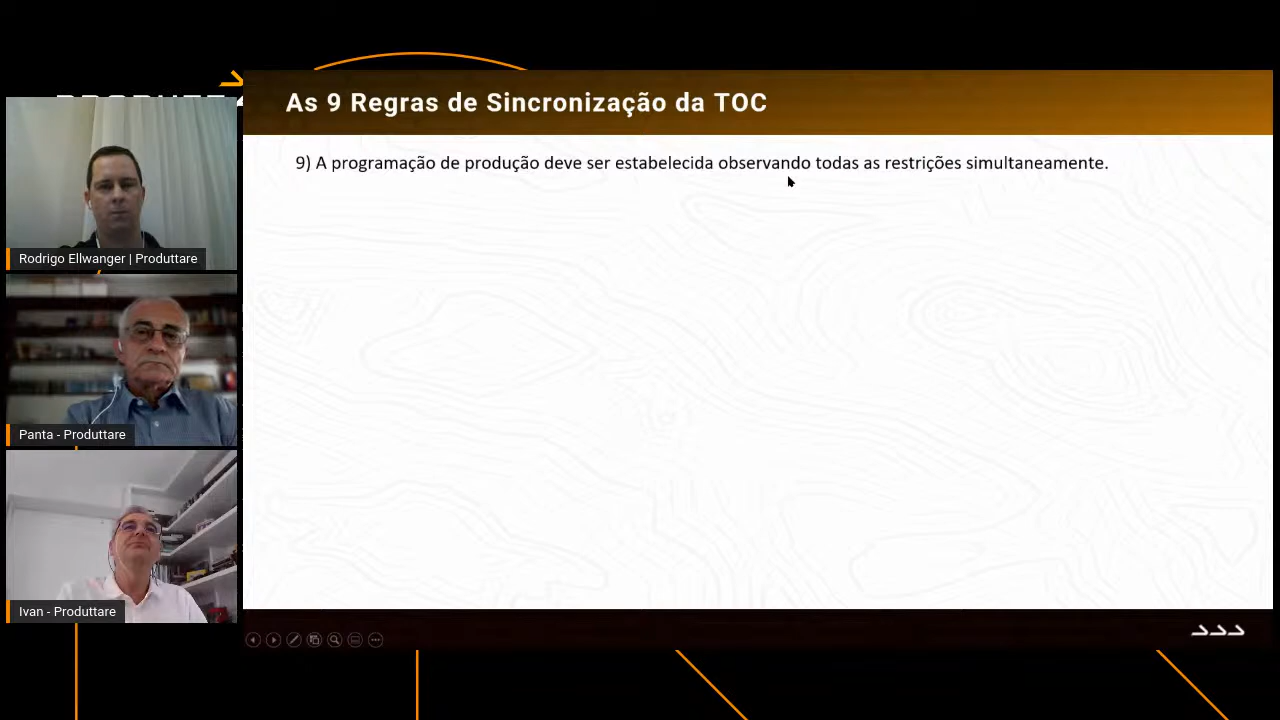 As 9 Regras de Sincronização da TOC
9) A programação de produção deve ser estabelecida observando todas as restrições simultaneamente.
Rodrigo Ellwanger | Produttare
Panta - Produttare
Ivan - Produttare